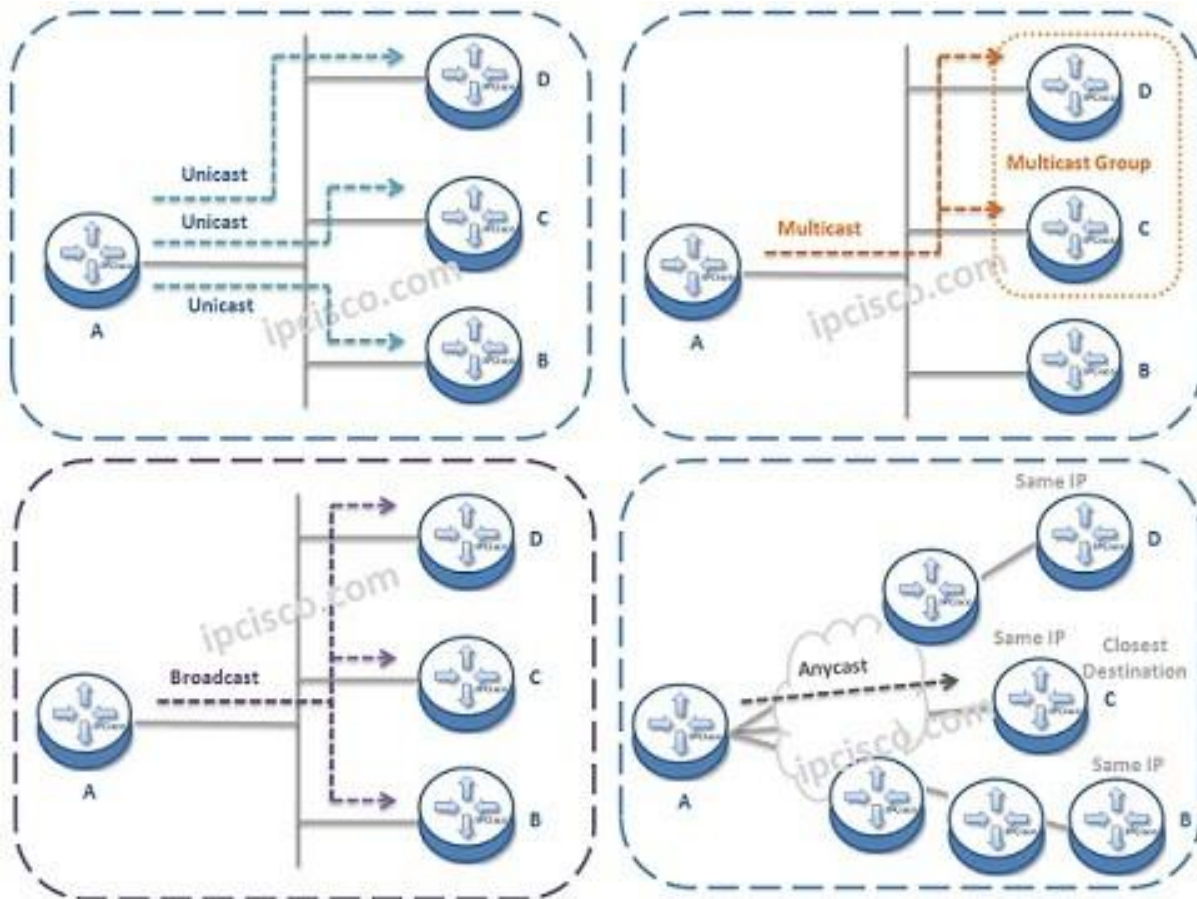 D
Unicast
Unicast
C
Unicast
A
B
ipcisco.com
D
Multicast Group
Multicast
C
A
B
ipcisco.com
D
Broadcast
C
A
B
ipcisco.com
Same IP
D
Same IP
Closest
Destination
Anycast
C
A
Same IP
B
ipcisco.com